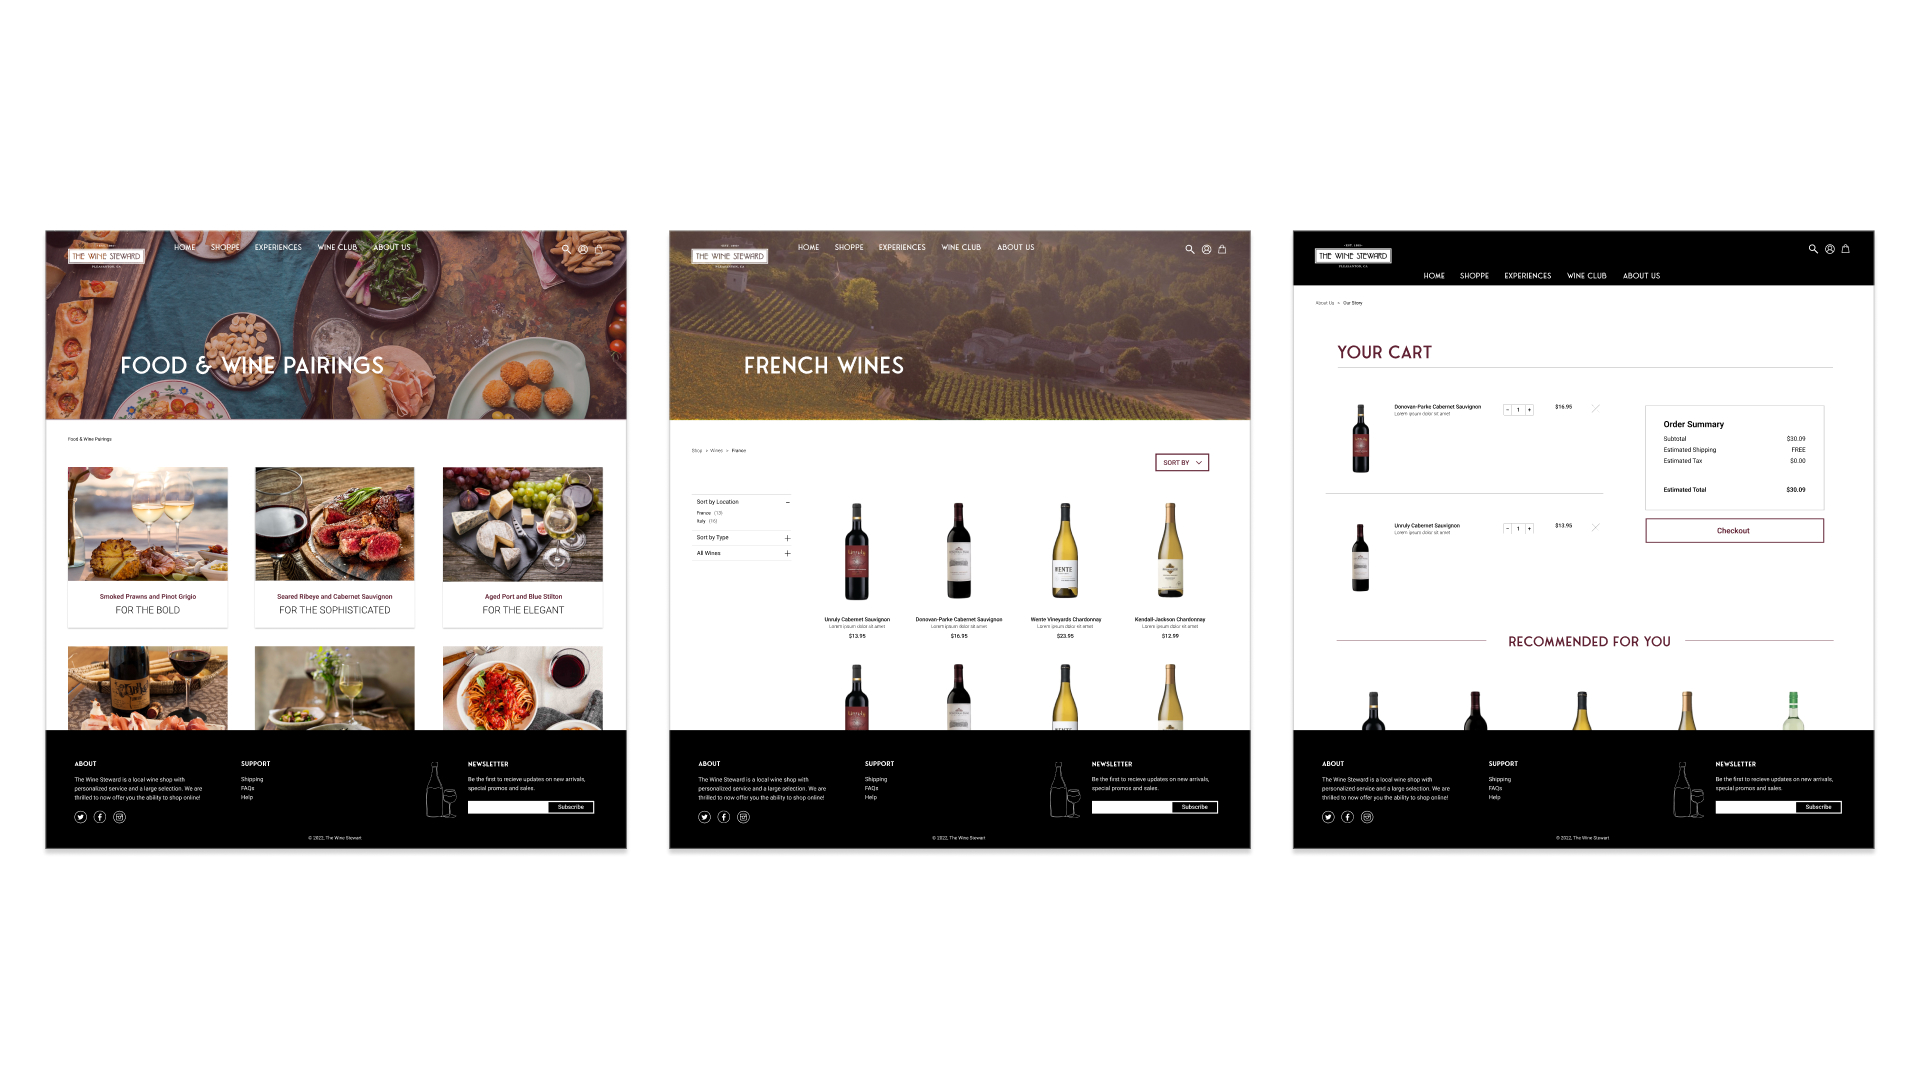 EST. 1989
THE WINE STEWARD
PLEASANTON, CA
HOME SHOPPE EXPERIENCES WINE CLUB ABOUT US
FOOD & WINE PAIRINGS
Food & Wine Pairings
Smoked Prawns and Pinot Grigio
FOR THE BOLD
Seared Ribeye and Cabernet Sauvignon
FOR THE SOPHISTICATED
Aged Port and Blue Stilton
FOR THE ELEGANT
ABOUT
The Wine Steward is a local wine shop with
personalized service and a large selection. We are
thrilled to now offer you the ability to shop online!
SUPPORT
Shipping
FAQs
Help
NEWSLETTER
Be the first to recieve updates on new arrivals,
special promos and sales.
Subscribe
© 2022, The Wine Stewart
THE WINE STEWARD
PLEASANTON, CA
HOME SHOPPE EXPERIENCES WINE CLUB ABOUT US
FRENCH WINES
Shop > Wines > France
SORT BY
Sort by Location –
France (13)
Italy (16)
Sort by Type +
All Wines +
WENTE
Unruly Cabernet Sauvignon
Lorem ipsum dolor sit amet
$13.95
Donovan-Parke Cabernet Sauvignon
Lorem ipsum dolor sit amet
$16.95
Wente Vineyards Chardonnay
Lorem ipsum dolor sit amet
$23.95
Kendall-Jackson Chardonnay
Lorem ipsum dolor sit amet
$12.99
WENTE
ABOUT
The Wine Steward is a local wine shop with
personalized service and a large selection. We are
thrilled to now offer you the ability to shop online!
SUPPORT
Shipping
FAQs
Help
NEWSLETTER
Be the first to recieve updates on new arrivals,
special promos and sales.
Subscribe
© 2022, The Wine Stewart
THE WINE STEWARD
PLEASANTON, CA
HOME SHOPPE EXPERIENCES WINE CLUB ABOUT US
About Us > Our Story
YOUR CART
Donovan-Parke Cabernet Sauvignon
Lorem ipsum dolor sit amet
– 1 +
$16.95
Unruly Cabernet Sauvignon
Lorem ipsum dolor sit amet
– 1 +
$13.95
Order Summary
Subtotal $30.09
Estimated Shipping FREE
Estimated Tax $0.00
Estimated Total $30.09
Checkout
RECOMMENDED FOR YOU
ABOUT
The Wine Steward is a local wine shop with
personalized service and a large selection. We are
thrilled to now offer you the ability to shop online!
SUPPORT
Shipping
FAQs
Help
NEWSLETTER
Be the first to recieve updates on new arrivals,
special promos and sales.
Subscribe
© 2022, The Wine Stewart